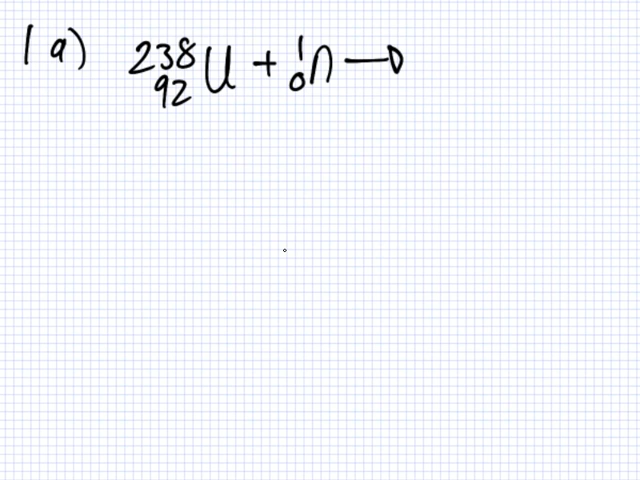 1 a) ²³⁸₉₂U + ¹₀n →